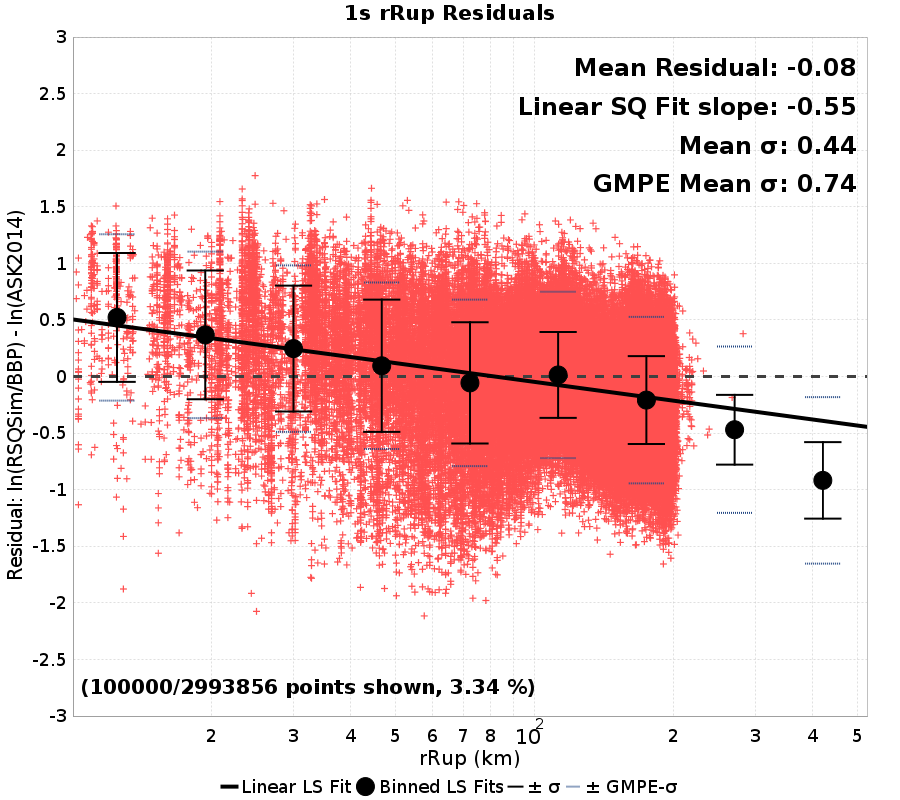 1s rRup Residuals
3
2.5
2
1.5
1
0.5
0
-0.5
-1
-1.5
-2
-2.5
-3
Residual: ln(RSQSim/BBP) - ln(ASK2014)
Mean Residual: -0.08
Linear SQ Fit slope: -0.55
Mean σ: 0.44
GMPE Mean σ: 0.74
(100000/2993856 points shown, 3.34 %)
2 3 4 5 6 7 8 10² 2 3 4 5
rRup (km)
Linear LS Fit Binned LS Fits ± σ ± GMPE-σ